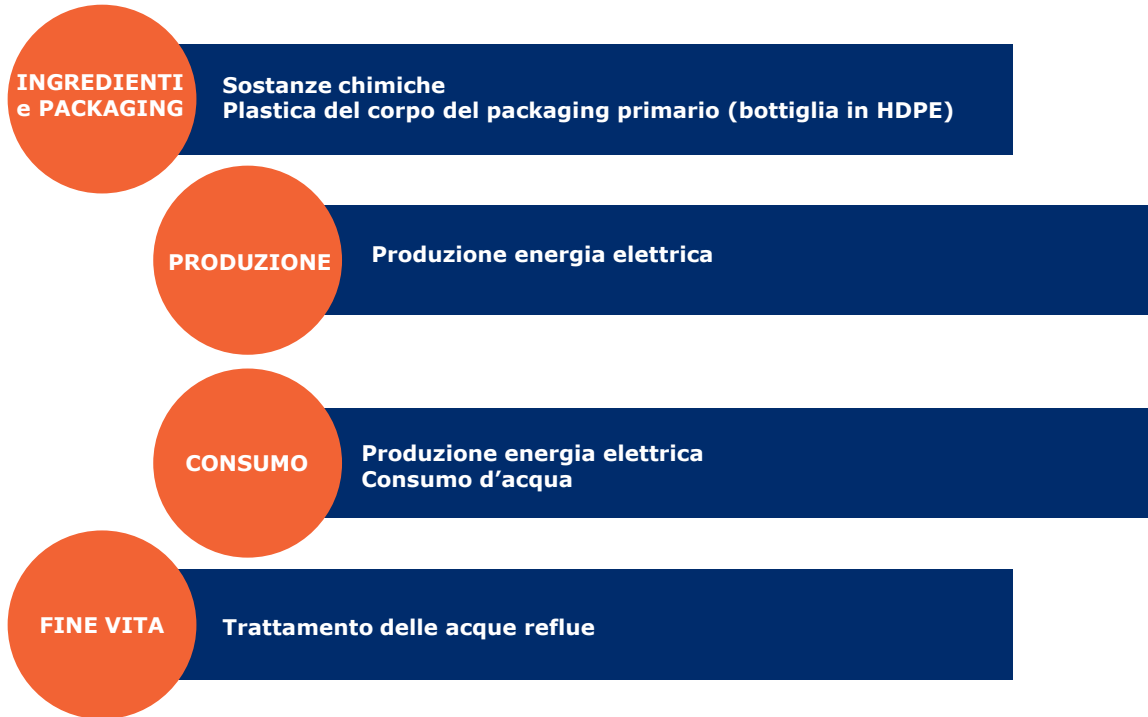 INGREDIENTI
e PACKAGING
Sostanze chimiche
Plastica del corpo del packaging primario (bottiglia in HDPE)
PRODUZIONE
Produzione energia elettrica
CONSUMO
Produzione energia elettrica
Consumo d’acqua
FINE VITA
Trattamento delle acque reflue